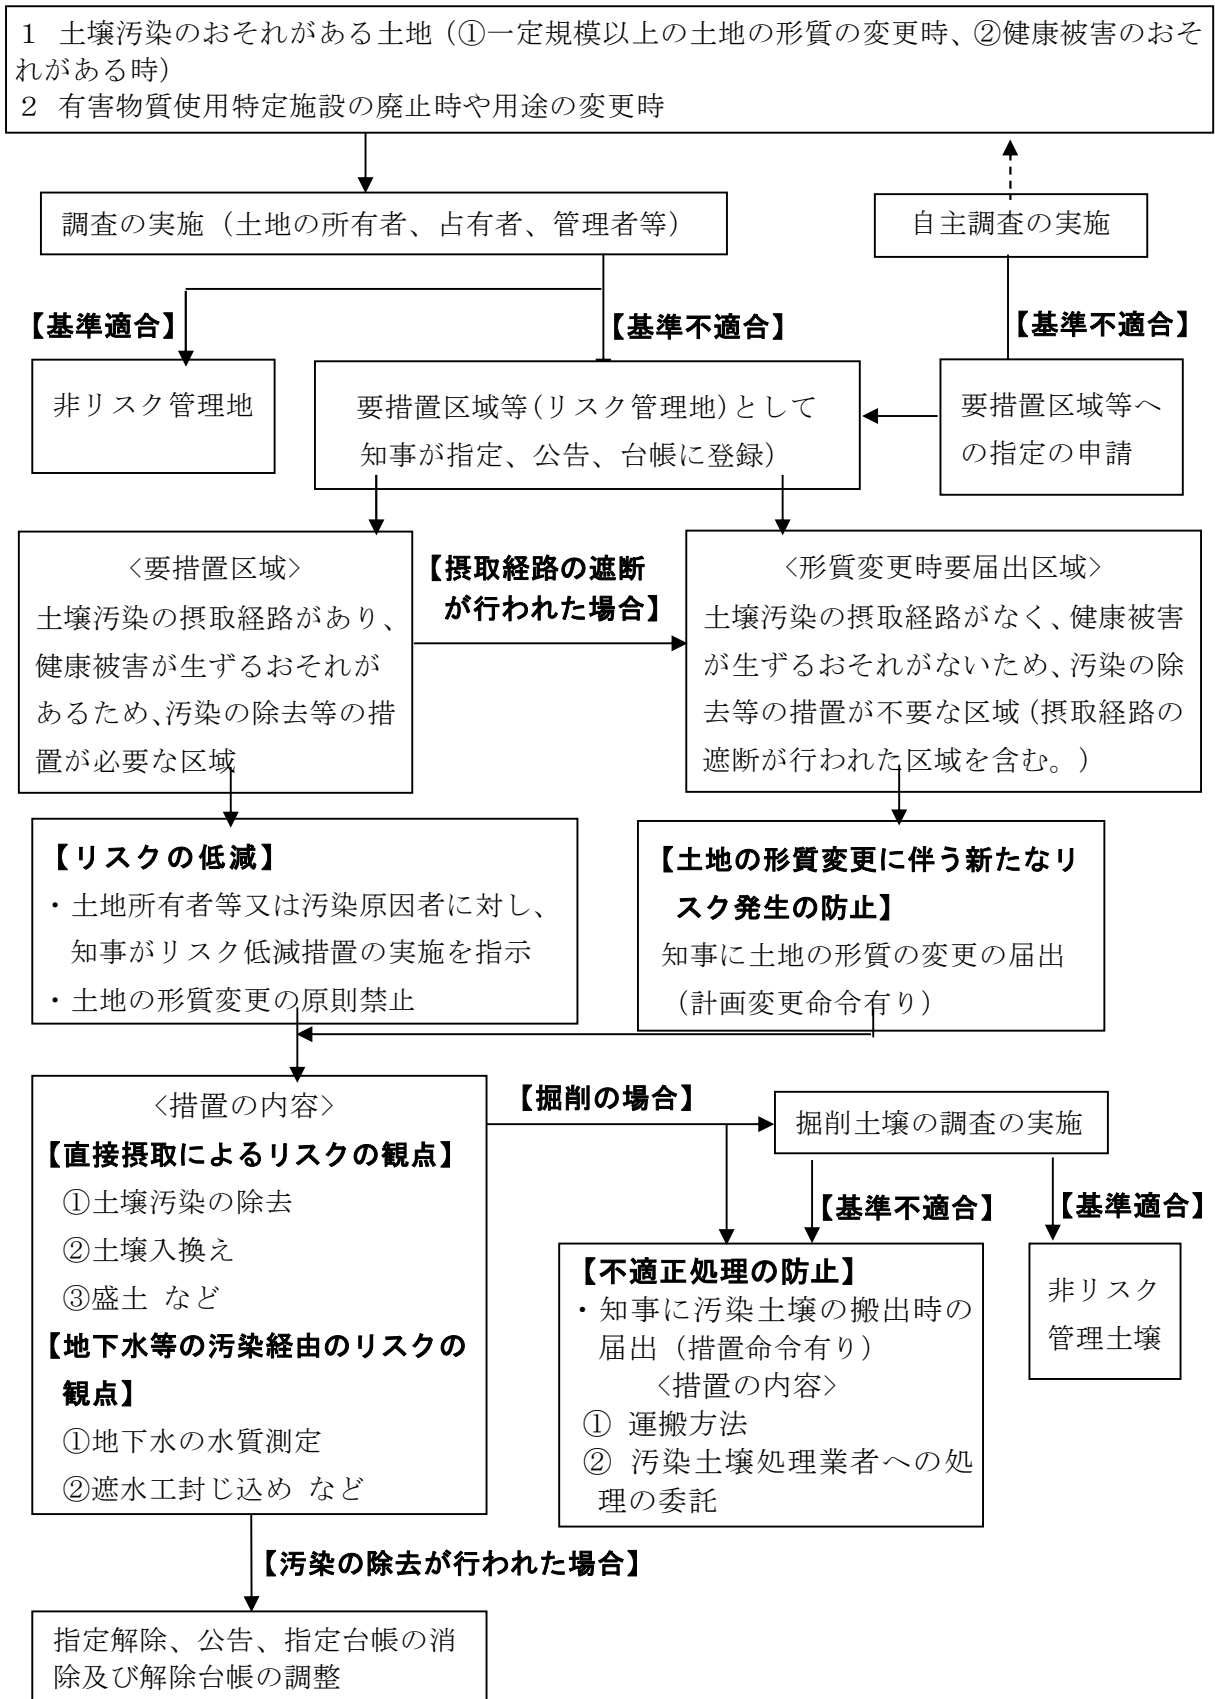 １ 土壌汚染のおそれがある土地（①一定規模以上の土地の形質の変更時、②健康被害のおそ
れがある時）
２ 有害物質使用特定施設の廃止時や用途の変更時
調査の実施（土地の所有者、占有者、管理者等）
自主調査の実施
【基準適合】
【基準不適合】
【基準不適合】
非リスク管理地
要措置区域等(リスク管理地)として
知事が指定、公告、台帳に登録）
要措置区域等へ
の指定の申請
<要措置区域>
土壌汚染の摂取経路があり、
健康被害が生ずるおそれが
あるため、汚染の除去等の措
置が必要な区域
【摂取経路の遮断
が行われた場合】
<形質変更時要届出区域>
土壌汚染の摂取経路がなく、健康被害
が生ずるおそれがないため、汚染の除
去等の措置が不要な区域（摂取経路の
遮断が行われた区域を含む。）
【リスクの低減】
・土地所有者等又は汚染原因者に対し、
知事がリスク低減措置の実施を指示
・土地の形質変更の原則禁止
【土地の形質変更に伴う新たなリ
スク発生の防止】
知事に土地の形質の変更の届出
（計画変更命令有り）
<措置の内容>
【直接摂取によるリスクの観点】
①土壌汚染の除去
②土壌入換え
③盛土 など
【地下水等の汚染経由のリスクの
観点】
①地下水の水質測定
②遮水工封じ込め など
【掘削の場合】
掘削土壌の調査の実施
【基準不適合】
【基準適合】
【不適正処理の防止】
・知事に汚染土壌の搬出時の
届出（措置命令有り）
<措置の内容>
① 運搬方法
② 汚染土壌処理業者への処
理の委託
非リスク
管理土壌
【汚染の除去が行われた場合】
指定解除、公告、指定台帳の消
除及び解除台帳の調整